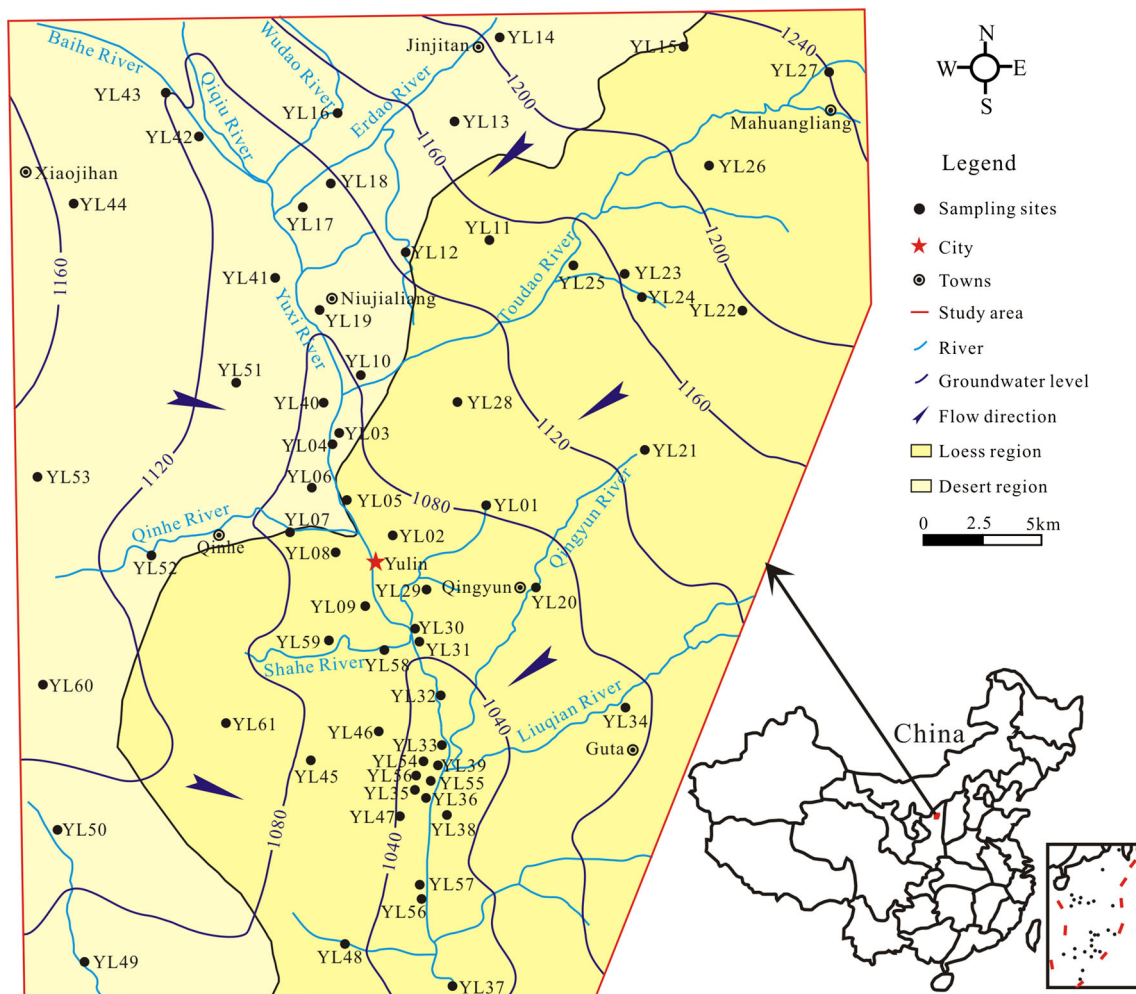 Baihe River
Wudao River
Jinjitan
YL14
YL15
1240
YL27
N
W
E
S
YL43
Qiqiu River
YL16
Erdao River
YL13
1200
Mahuangliang
YL42
1160
YL26
Legend
Xiaojihan
YL18
YL44
YL17
YL11
1200
Sampling sites
YL12
City
1160
YL41
Toudao River
YL25
YL23
YL24
YL22
Towns
Niujialiang
YL19
Study area
Yuxi River
River
YL51
YL10
Groundwater level
YL40
YL28
1160
Flow direction
YL03
YL04
1120
YL21
Loess region
1120
YL53
YL06
Desert region
YL05
1080
YL01
Qinhe River
YL07
Qingyun River
0 2.5 5km
Qinhe
YL08
YL02
YL52
Yulin
YL29
Qingyun
YL20
YL09
YL30
YL59
YL31
Shahe River
YL58
YL60
YL32
Liuqian River
YL34
YL61
YL46
1040
YL33
Guta
China
YL54
YL39
YL45
YL56
YL55
YL35
YL36
YL47
YL38
YL50
1080
1040
YL57
YL56
YL48
YL49
YL37